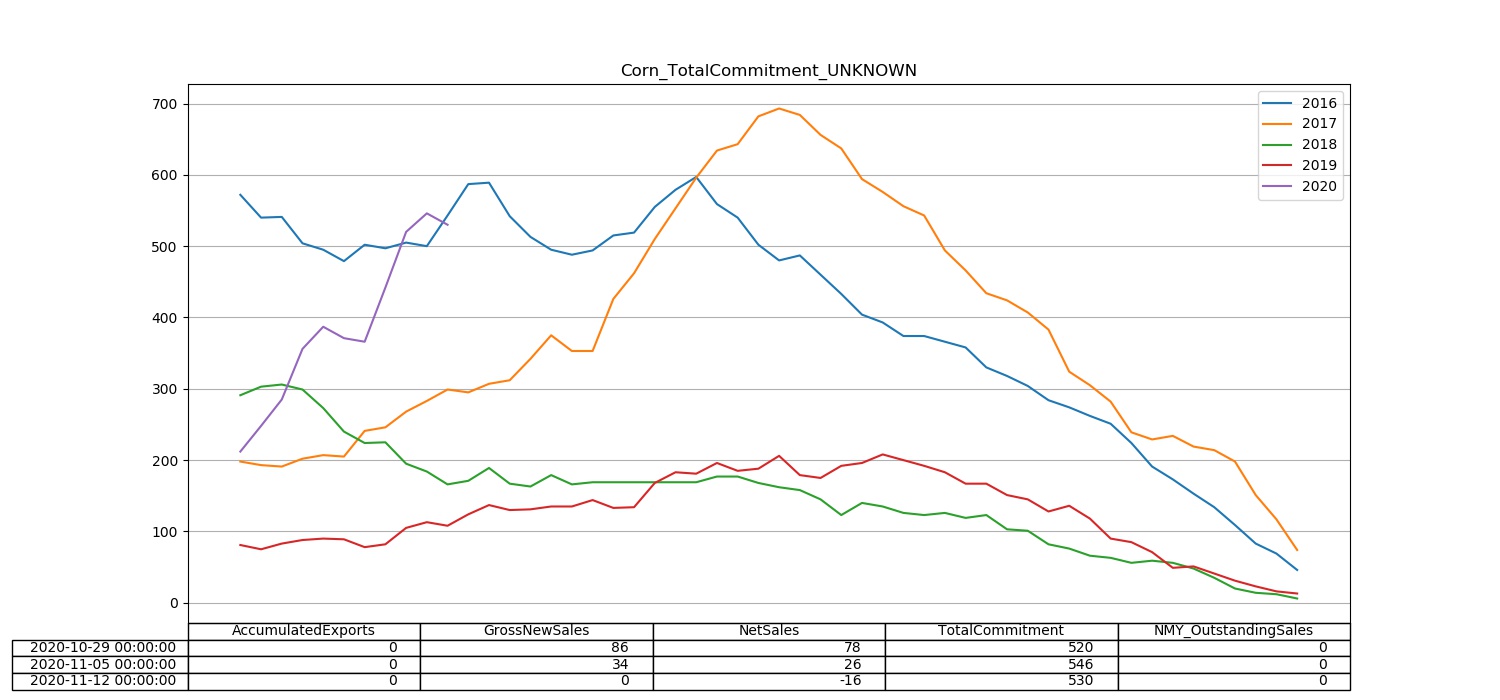 Corn_TotalCommitment_UNKNOWN
700
600
500
400
300
200
100
0
2016
2017
2018
2019
2020
AccumulatedExports GrossNewSales NetSales TotalCommitment NMY_OutstandingSales
2020-10-29 00:00:00 0 86 78 520 0
2020-11-05 00:00:00 0 34 26 546 0
2020-11-12 00:00:00 0 0 -16 530 0